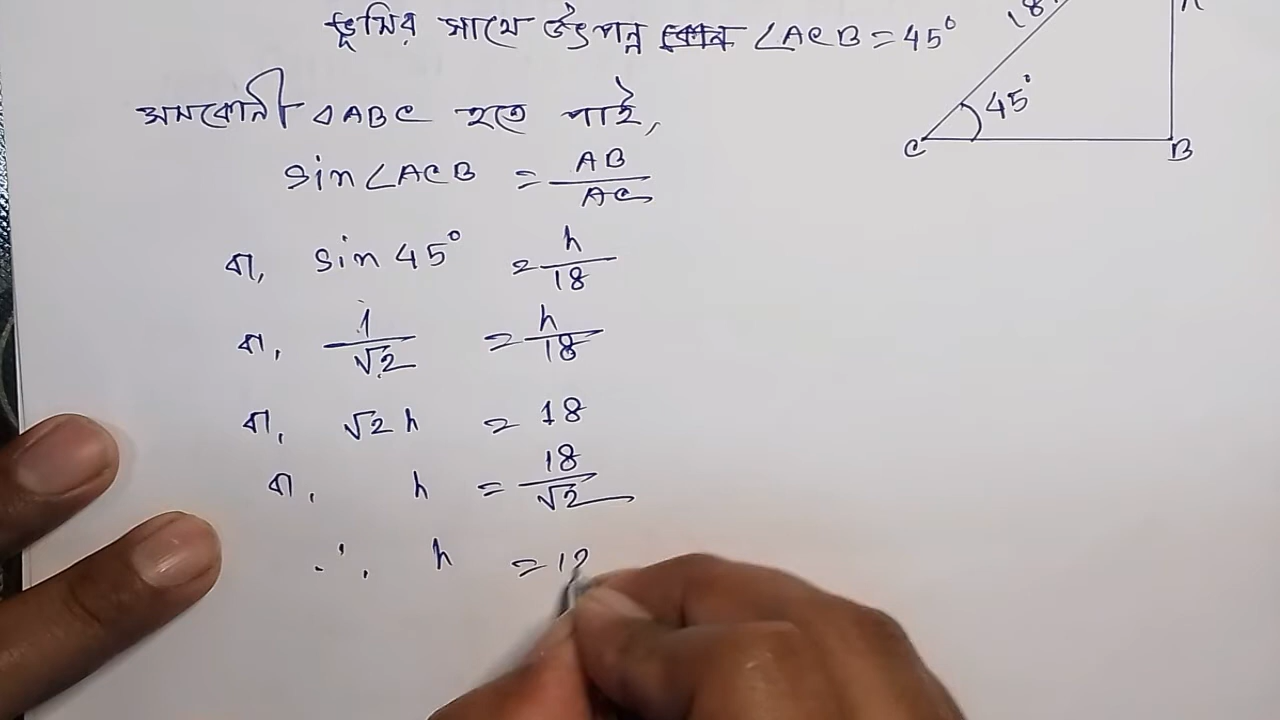 ভূমির সাথে উৎপন্ন ∠ACB = 45°
সমকোনী △ABC হতে পাই,
sin∠ACB = AB/AC
বা, sin 45° = h/18
বা, 1/√2 = h/18
বা, √2 h = 18
বা, h = 18/√2
∴ h = 12
18
45°
C
B